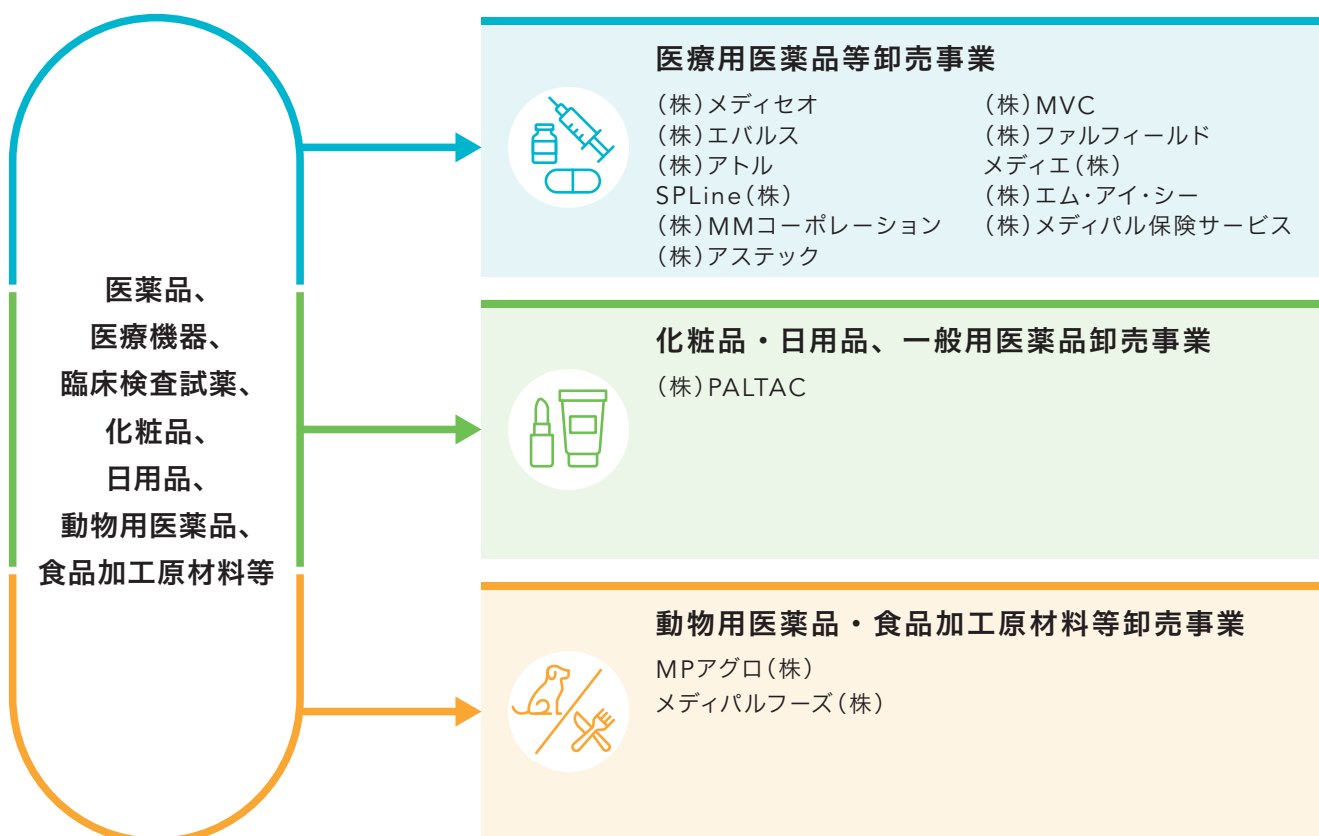 医薬品、
医療機器、
臨床検査試薬、
化粧品、
日用品、
動物用医薬品、
食品加工原材料等
医療用医薬品等卸売事業
（株）メディセオ
（株）エバルス
（株）アトル
SPLine（株）
（株）MMコーポレーション
（株）アステック
（株）MVC
（株）ファルフィールド
メディエ（株）
（株）エム・アイ・シー
（株）メディパル保険サービス
化粧品・日用品、一般用医薬品卸売事業
（株）PALTAC
動物用医薬品・食品加工原材料等卸売事業
MPアグロ（株）
メディパルフーズ（株）